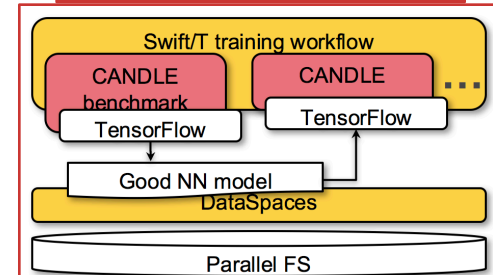 Swift/T training workflow
CANDLE
benchmark
TensorFlow
CANDLE
TensorFlow
...
Good NN model
DataSpaces
Parallel FS